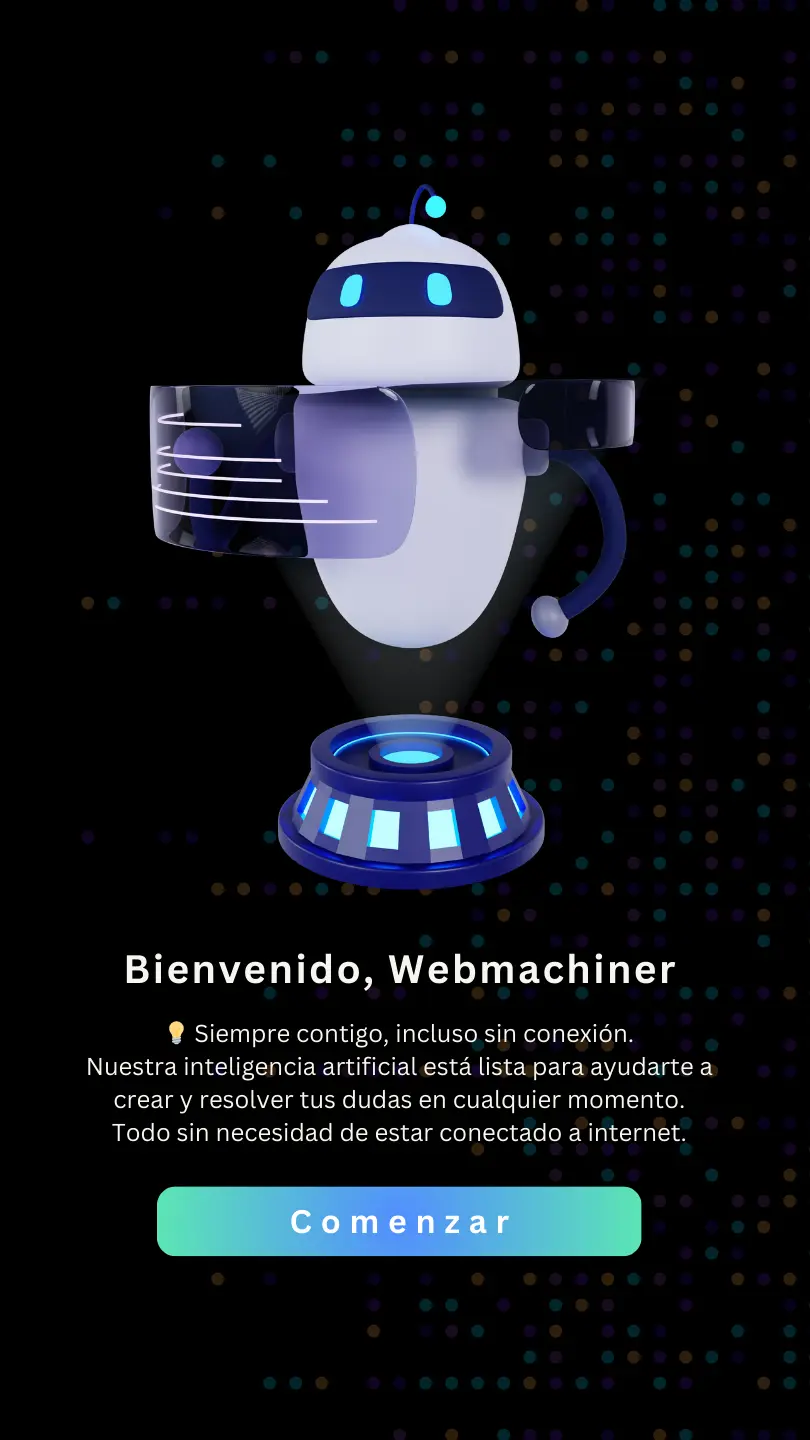 Bienvenido, Webmachiner
💡 Siempre contigo, incluso sin conexión.
Nuestra inteligencia artificial está lista para ayudarte a
crear y resolver tus dudas en cualquier momento.
Todo sin necesidad de estar conectado a internet.
Comenzar